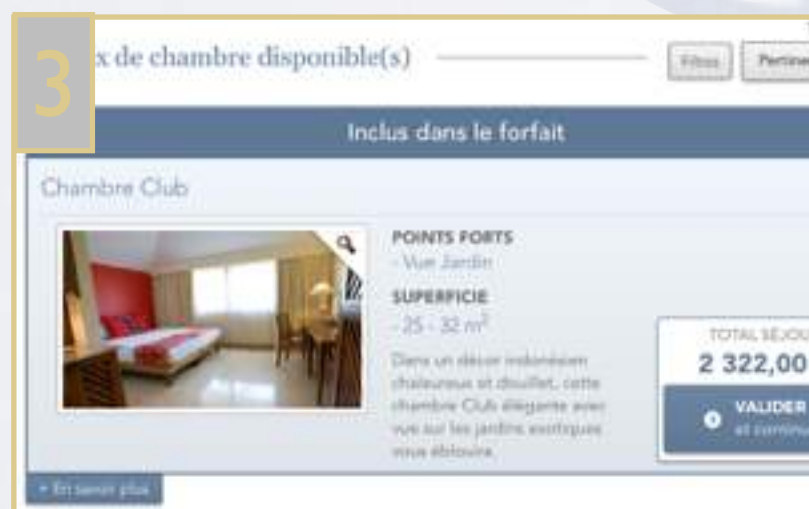 3
x de chambre disponible(s)
Filtres
Pertine
Inclus dans le forfait
Chambre Club
POINTS FORTS
- Vue Jardin
SUPERFICIE
- 25 - 32 m²
Dans un décor indonésien
chaleureux et douillet, cette
chambre Club élégante avec
vue sur les jardins exotiques
vous éblouira.
TOTAL SÉJOU
2 322,00
VALIDER
et continu
+ En savoir plus